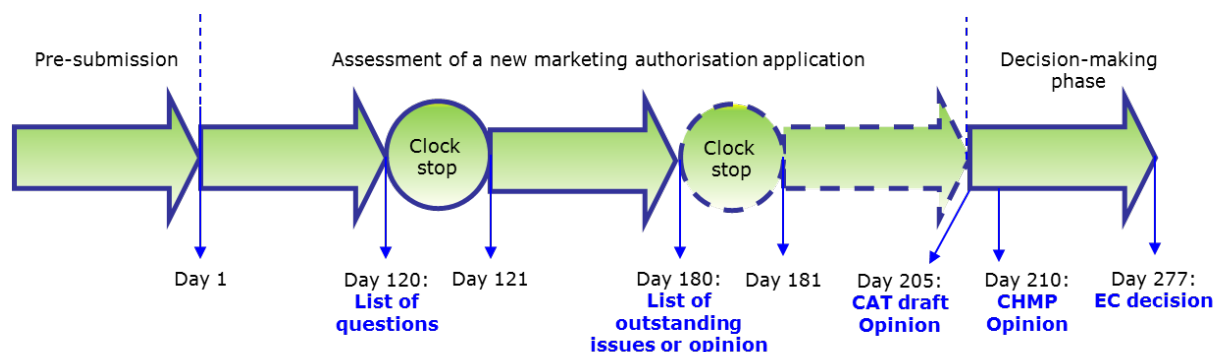 Pre-submission
Assessment of a new marketing authorisation application
Decision-making
phase
Clock
stop
Clock
stop
Day 1
Day 120:
List of
questions
Day 121
Day 180:
List of
outstanding
issues or opinion
Day 181
Day 205:
CAT draft
Opinion
Day 210:
CHMP
Opinion
Day 277:
EC decision